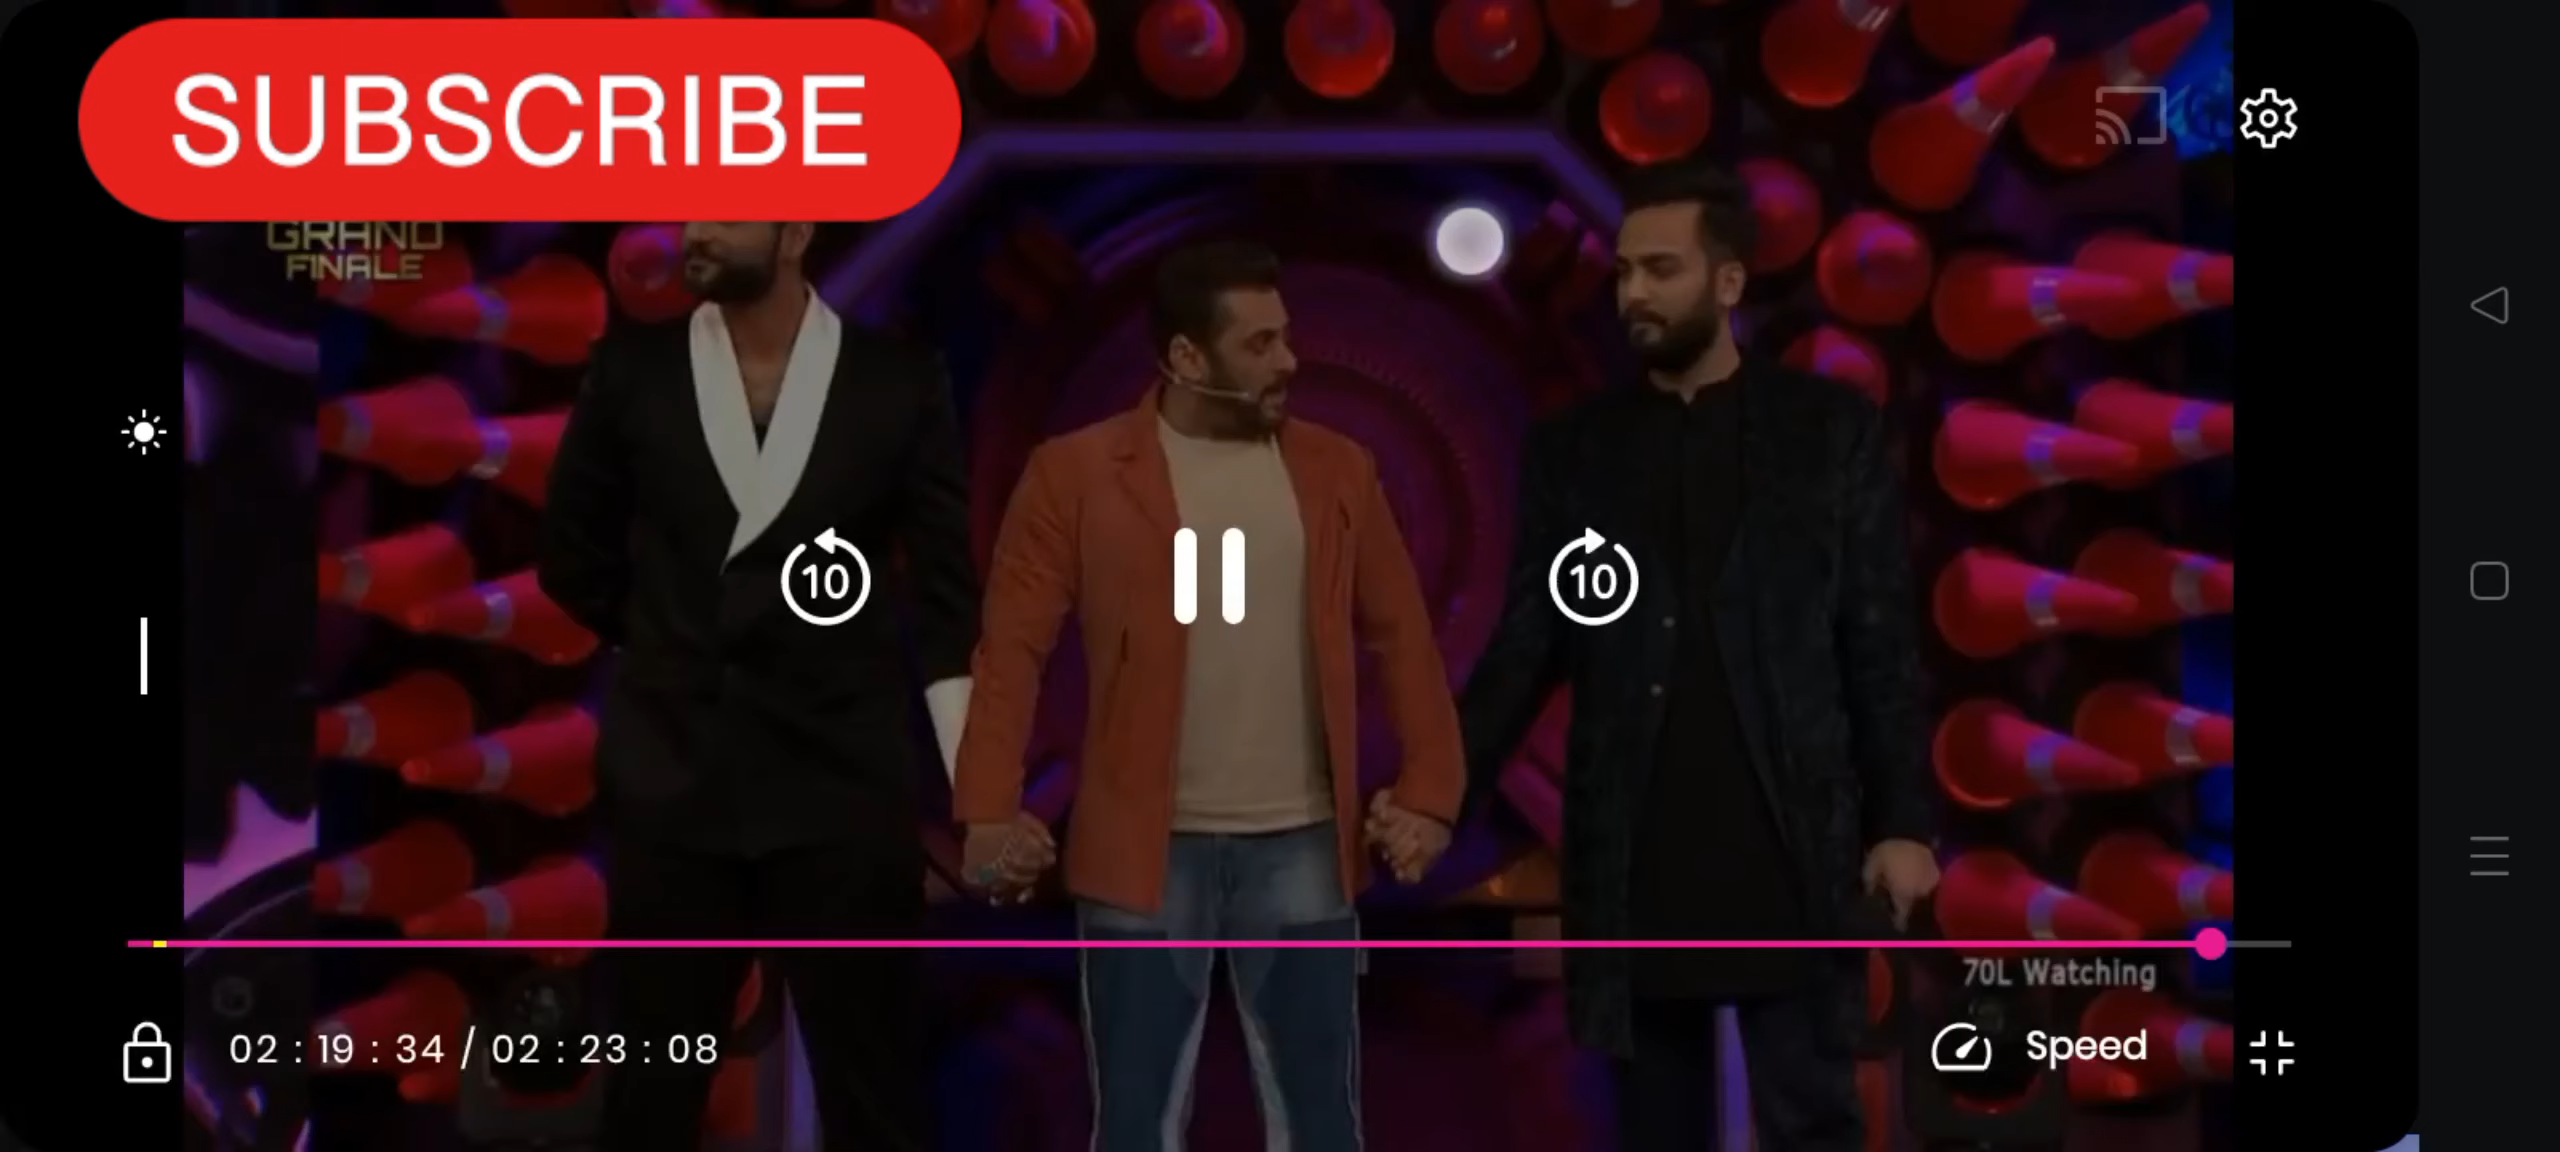 SUBSCRIBE
GRAND
FINALE
10
10
70L Watching
02 : 19 : 34 / 02 : 23 : 08
Speed